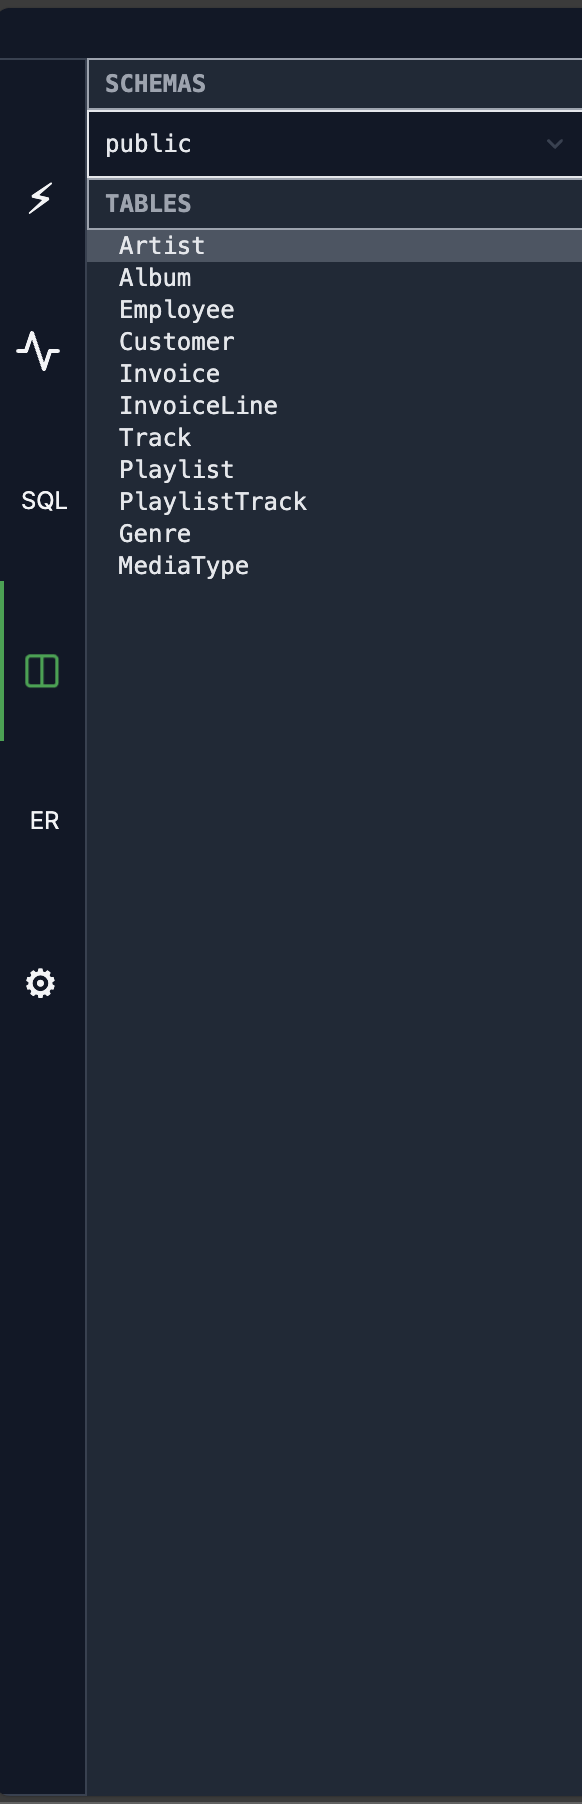 SCHEMAS
public
TABLES
Artist
Album
Employee
Customer
Invoice
InvoiceLine
Track
Playlist
PlaylistTrack
Genre
MediaType
SQL
ER